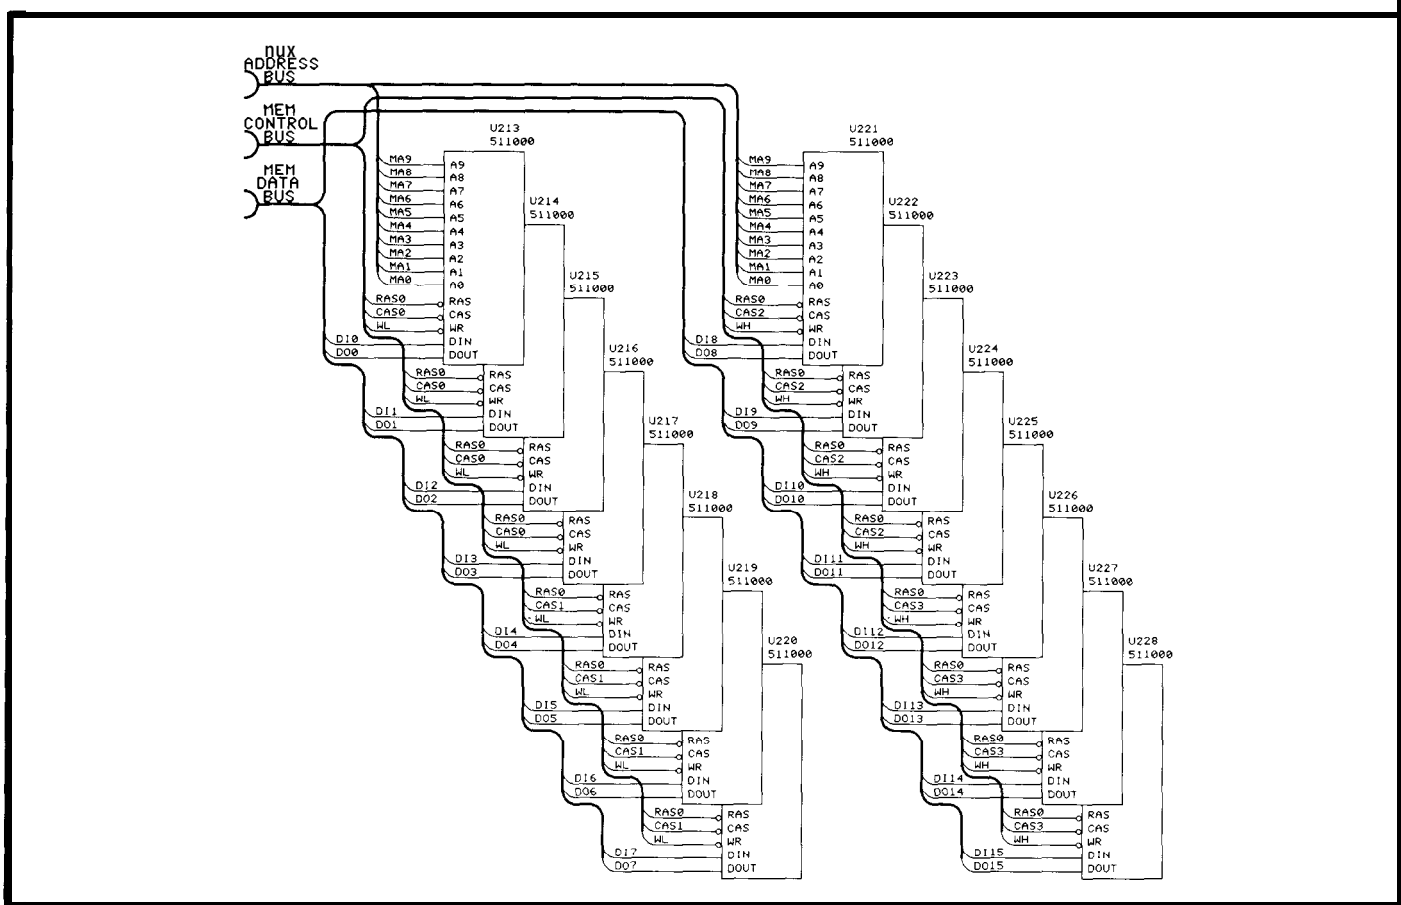 MUX
ADDRESS
BUS
MEM
CONTROL
BUS
MEM
DATA
BUS
U213
511000
MA9 A9
MA8 A8
MA7 A7
MA6 A6
MA5 A5
MA4 A4
MA3 A3
MA2 A2
MA1 A1
MA0 A0
RAS0 RAS
CAS0 CAS
WL WR
DI0 DIN
DO0 DOUT
U214
511000
RAS0 RAS
CAS0 CAS
WL WR
DI1 DIN
DO1 DOUT
U215
511000
RAS0 RAS
CAS0 CAS
WL WR
DI2 DIN
DO2 DOUT
U216
511000
RAS0 RAS
CAS0 CAS
WL WR
DI3 DIN
DO3 DOUT
U217
511000
RAS0 RAS
CAS1 CAS
WL WR
DI4 DIN
DO4 DOUT
U218
511000
RAS0 RAS
CAS1 CAS
WL WR
DI5 DIN
DO5 DOUT
U219
511000
RAS0 RAS
CAS1 CAS
WL WR
DI6 DIN
DO6 DOUT
U220
511000
RAS0 RAS
CAS1 CAS
WL WR
DI7 DIN
DO7 DOUT
U221
511000
MA9 A9
MA8 A8
MA7 A7
MA6 A6
MA5 A5
MA4 A4
MA3 A3
MA2 A2
MA1 A1
MA0 A0
RAS0 RAS
CAS2 CAS
WH WR
DI8 DIN
DO8 DOUT
U222
511000
RAS0 RAS
CAS2 CAS
WH WR
DI9 DIN
DO9 DOUT
U223
511000
RAS0 RAS
CAS2 CAS
WH WR
DI10 DIN
DO10 DOUT
U224
511000
RAS0 RAS
CAS2 CAS
WH WR
DI11 DIN
DO11 DOUT
U225
511000
RAS0 RAS
CAS3 CAS
WH WR
DI12 DIN
DO12 DOUT
U226
511000
RAS0 RAS
CAS3 CAS
WH WR
DI13 DIN
DO13 DOUT
U227
511000
RAS0 RAS
CAS3 CAS
WH WR
DI14 DIN
DO14 DOUT
U228
511000
RAS0 RAS
CAS3 CAS
WH WR
DI15 DIN
DO15 DOUT